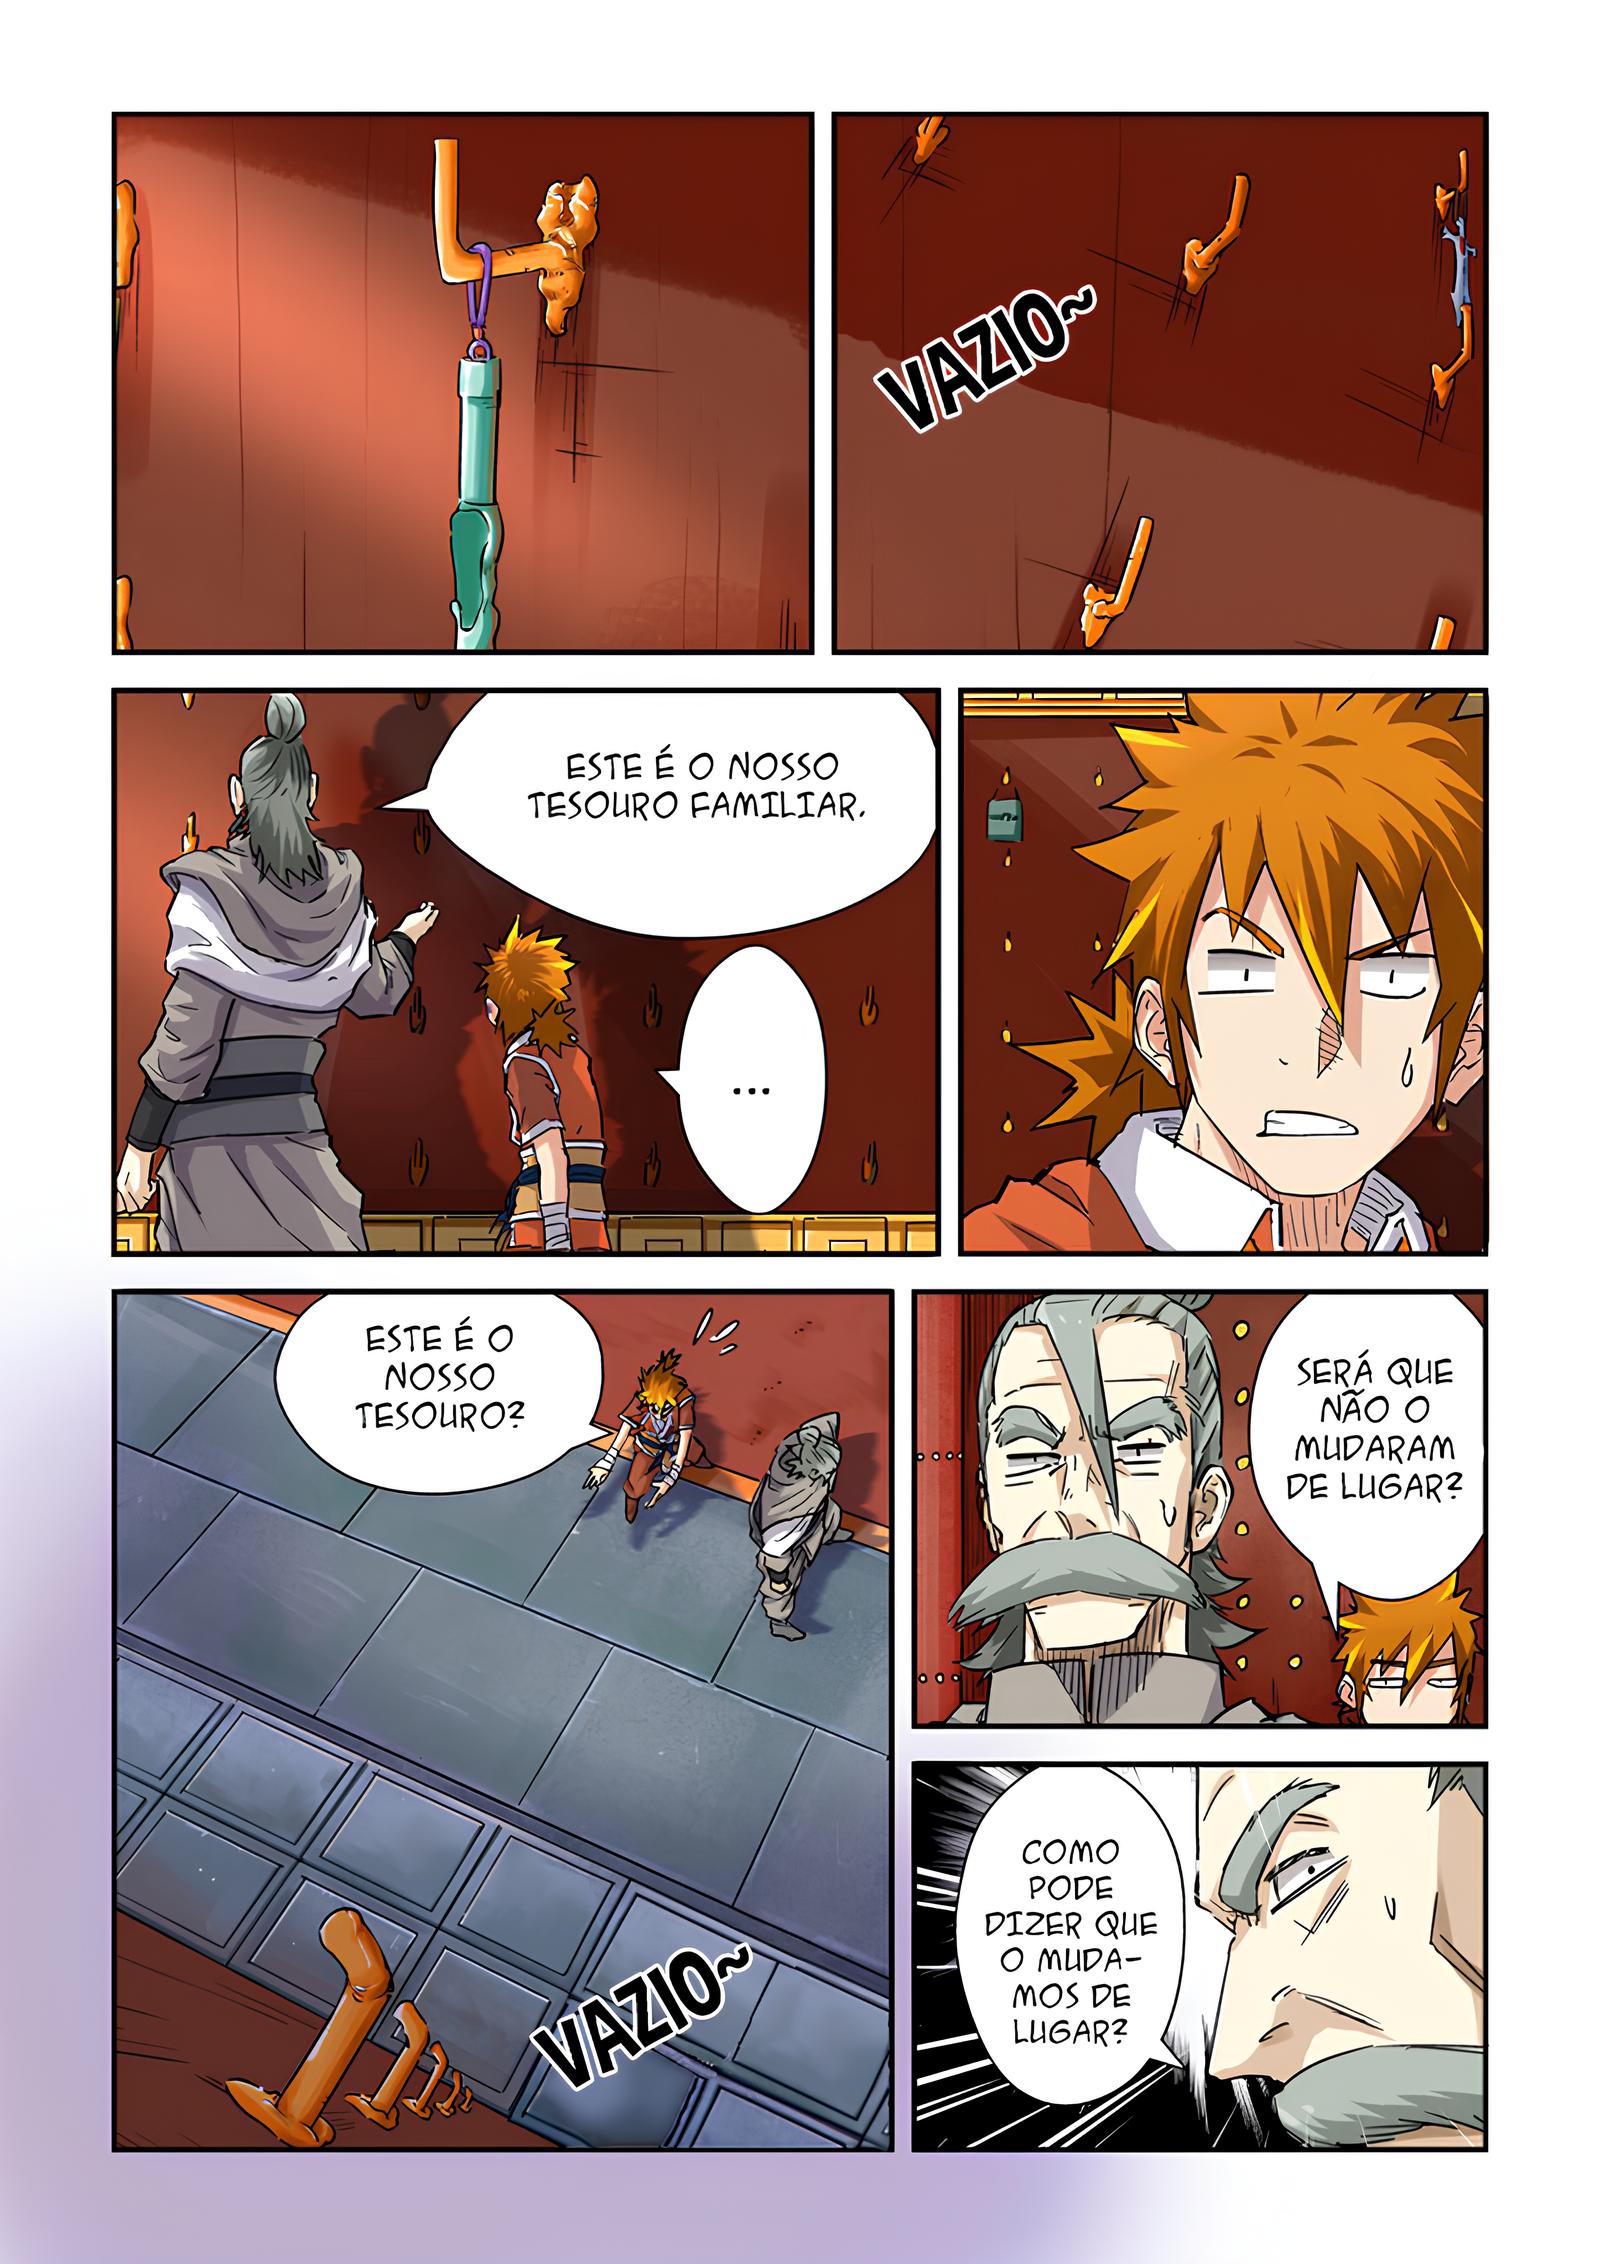 VAZIO~
ESTE É O NOSSO
TESOURO FAMILIAR.
...
ESTE É O
NOSSO
TESOURO?
VAZIO~
SERÁ QUE
NÃO O
MUDARAM
DE LUGAR?
COMO
PODE
DIZER QUE
O MUDA-
MOS DE
LUGAR?